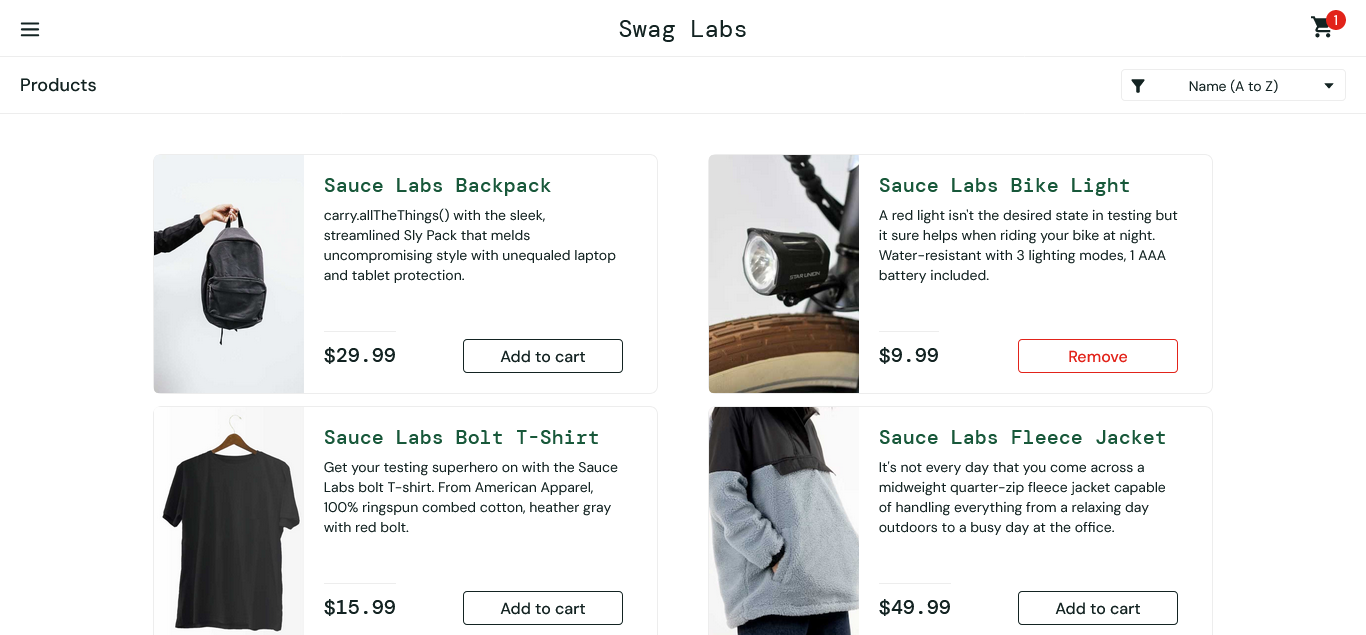 Swag Labs
1
Products
Name (A to Z)
Sauce Labs Backpack
carry.allTheThings() with the sleek,
streamlined Sly Pack that melds
uncompromising style with unequaled laptop
and tablet protection.
$29.99
Add to cart
Sauce Labs Bike Light
A red light isn't the desired state in testing but
it sure helps when riding your bike at night.
Water-resistant with 3 lighting modes, 1 AAA
battery included.
STAR UNION
$9.99
Remove
Sauce Labs Bolt T-Shirt
Get your testing superhero on with the Sauce
Labs bolt T-shirt. From American Apparel,
100% ringspun combed cotton, heather gray
with red bolt.
$15.99
Add to cart
Sauce Labs Fleece Jacket
It's not every day that you come across a
midweight quarter-zip fleece jacket capable
of handling everything from a relaxing day
outdoors to a busy day at the office.
$49.99
Add to cart